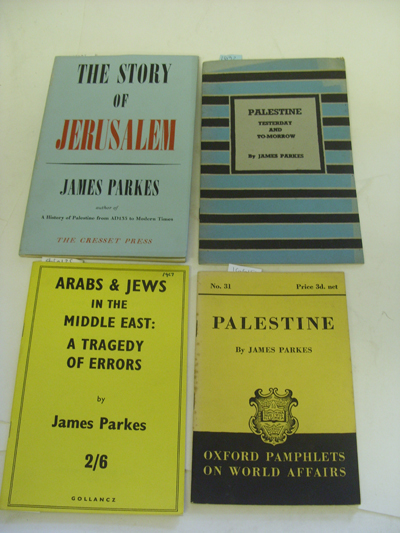 THE STORY
OF
JERUSALEM
JAMES PARKES
author of
A History of Palestine from AD135 to Modern Times
THE CRESSET PRESS
PALESTINE
YESTERDAY
AND
TO-MORROW
By JAMES PARKES
1967
ARABS & JEWS
IN THE
MIDDLE EAST:
A TRAGEDY
OF ERRORS
by
James Parkes
2/6
GOLLANCZ
No. 31 Price 3d. net
PALESTINE
By JAMES PARKES
OXFORD PAMPHLETS
ON WORLD AFFAIRS